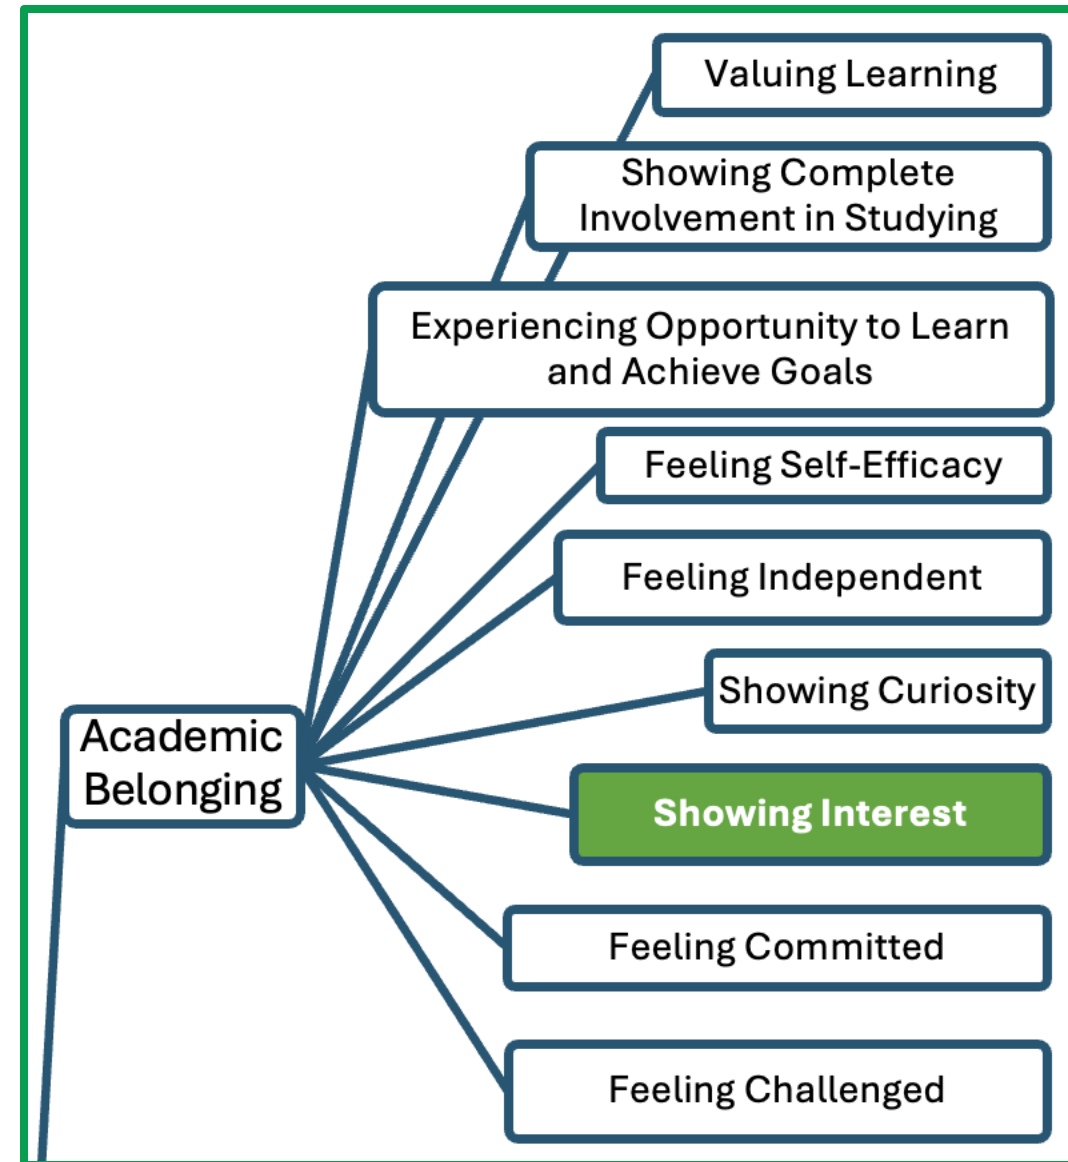 Valuing Learning
Showing Complete
Involvement in Studying
Experiencing Opportunity to Learn
and Achieve Goals
Feeling Self-Efficacy
Feeling Independent
Showing Curiosity
Academic
Belonging
Showing Interest
Feeling Committed
Feeling Challenged